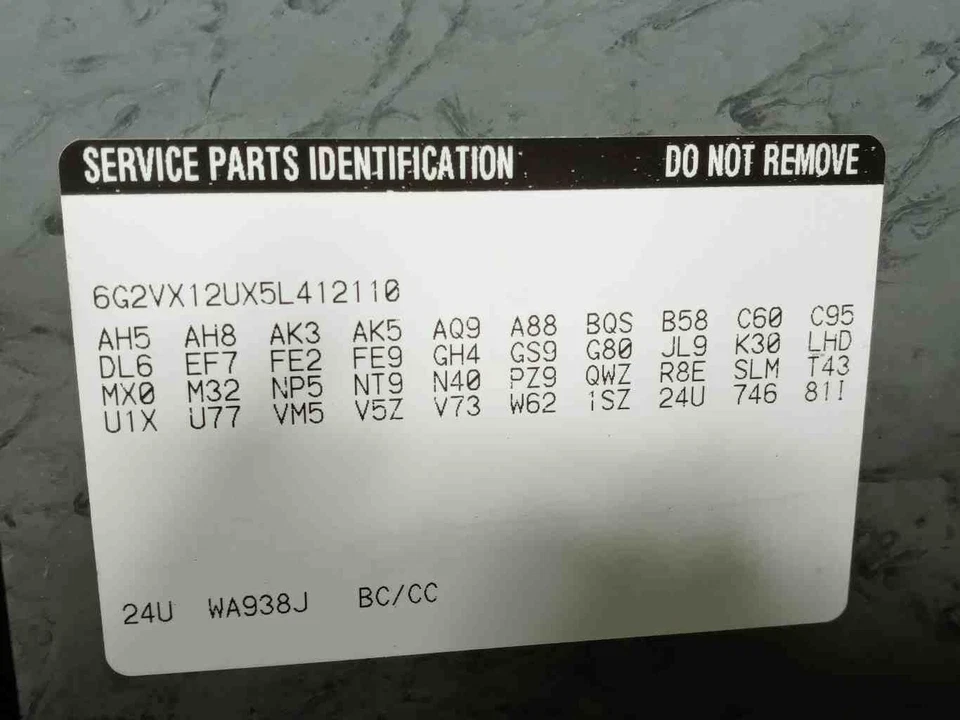 SERVICE PARTS IDENTIFICATION DO NOT REMOVE
6G2VX12UX5L412110
AH5 AH8 AK3 AK5 AQ9 A88 BQS B58 C60 C95
DL6 EF7 FE2 FE9 GH4 GS9 G80 JL9 K30 LHD
MX0 M32 NP5 NT9 N40 PZ9 QWZ R8E SLM T43
U1X U77 VM5 V5Z V73 W62 1SZ 24U 746 81I
24U WA938J BC/CC